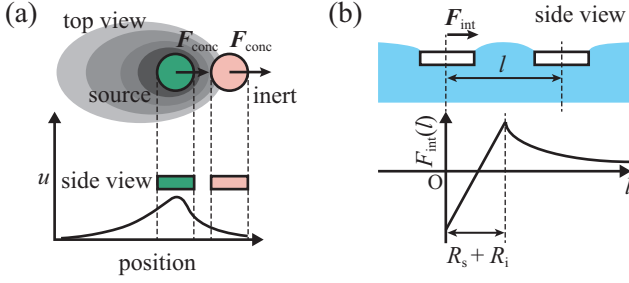 (a)
top view
F_conc F_conc
source
inert
u
side view
position
(b)
side view
F_int
l
F_int(l)
O
l
R_s + R_i